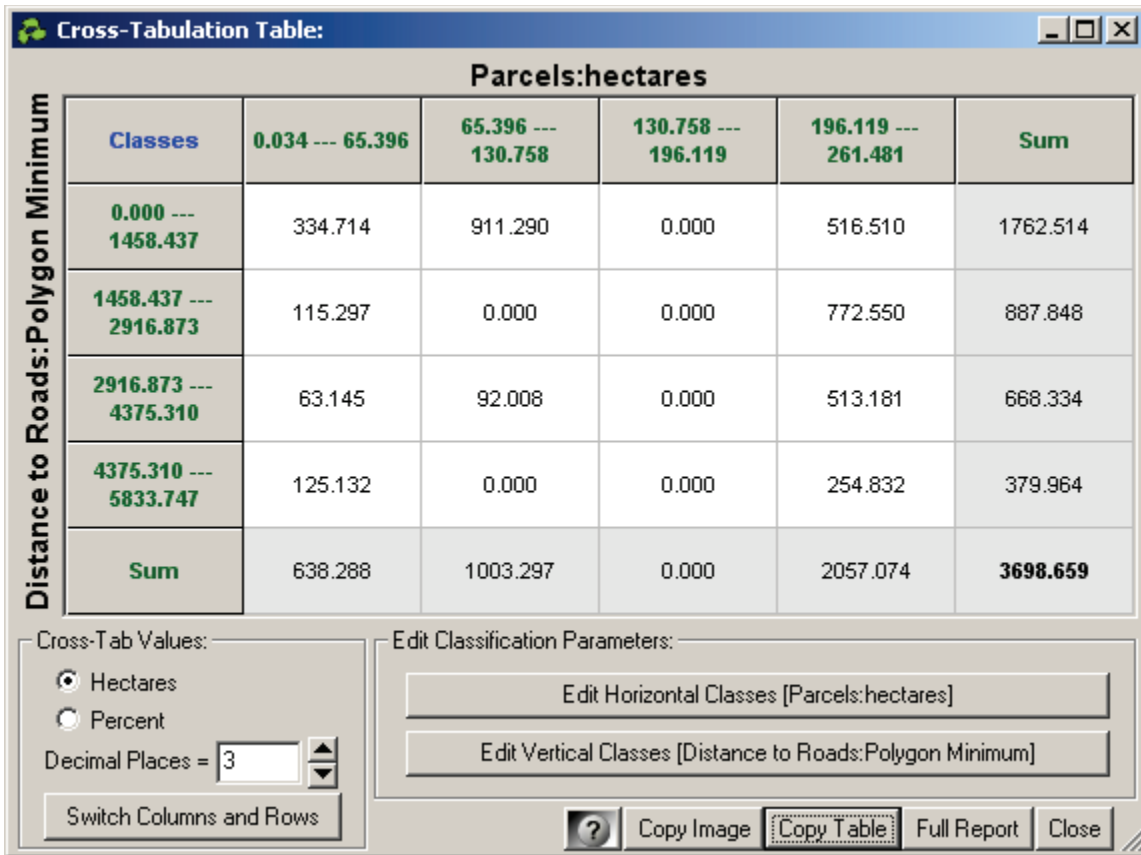 Cross-Tabulation Table:
Parcels:hectares
Distance to Roads:Polygon Minimum
Classes
0.034 --- 65.396
65.396 ---
130.758
130.758 ---
196.119
196.119 ---
261.481
Sum
0.000 ---
1458.437
334.714
911.290
0.000
516.510
1762.514
1458.437 ---
2916.873
115.297
0.000
0.000
772.550
887.848
2916.873 ---
4375.310
63.145
92.008
0.000
513.181
668.334
4375.310 ---
5833.747
125.132
0.000
0.000
254.832
379.964
Sum
638.288
1003.297
0.000
2057.074
3698.659
Cross-Tab Values:
Hectares
Percent
Decimal Places = 3
Switch Columns and Rows
Edit Classification Parameters:
Edit Horizontal Classes [Parcels:hectares]
Edit Vertical Classes [Distance to Roads:Polygon Minimum]
?
Copy Image
Copy Table
Full Report
Close